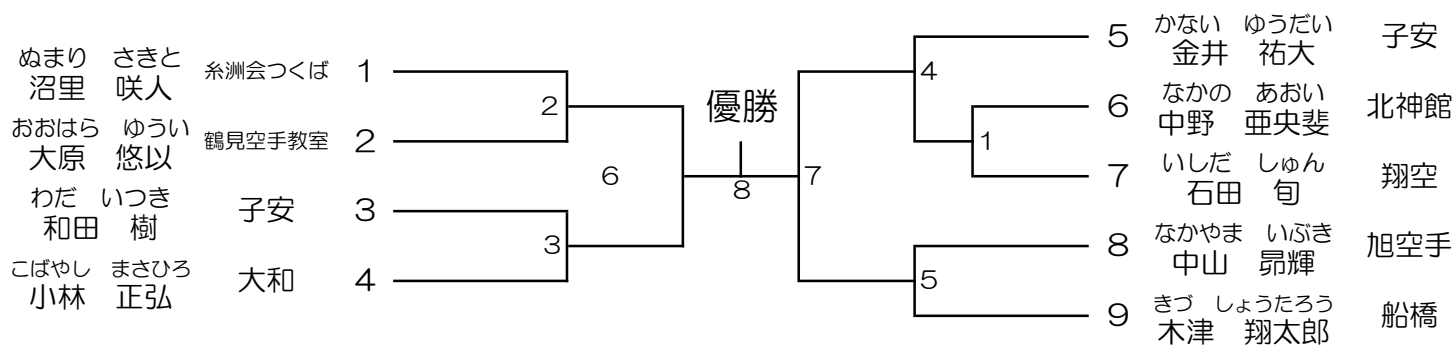 ぬまり　さきと
沼里　咲人　糸洲会つくば　1
おおはら　ゆうい
大原　悠以　鶴見空手教室　2
わだ　いつき
和田　樹　子安　3
こばやし　まさひろ
小林　正弘　大和　4
2
3
6
優勝
8
7
4
1
5
かない　ゆうだい
5　金井　祐大　子安
なかの　あおい
6　中野　亜央斐　北神館
いしだ　しゅん
7　石田　旬　翔空
なかやま　いぶき
8　中山　昴輝　旭空手
きづ　しょうたろう
9　木津　翔太郎　船橋